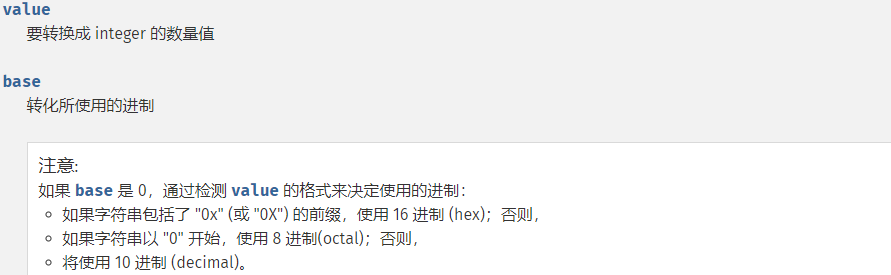 value
要转换成 integer 的数量值
base
转化所使用的进制
注意:
如果 base 是 0，通过检测 value 的格式来决定使用的进制：
如果字符串包括了 "0x" (或 "0X") 的前缀，使用 16 进制 (hex)；否则，
如果字符串以 "0" 开始，使用 8 进制(octal)；否则，
将使用 10 进制 (decimal)。